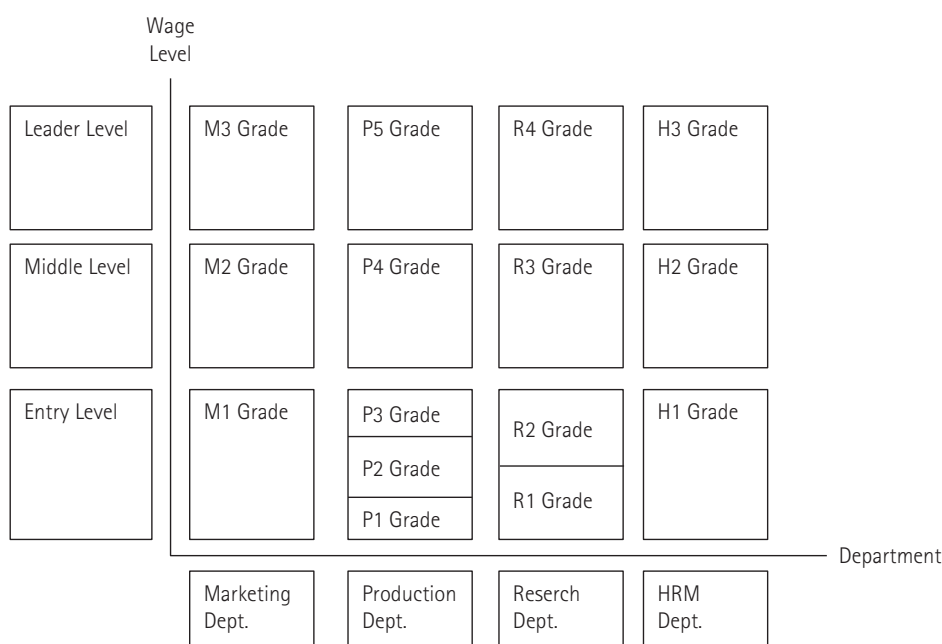 Wage
Level
Leader Level
M3 Grade
P5 Grade
R4 Grade
H3 Grade
Middle Level
M2 Grade
P4 Grade
R3 Grade
H2 Grade
Entry Level
M1 Grade
P3 Grade
P2 Grade
P1 Grade
R2 Grade
R1 Grade
H1 Grade
Department
Marketing
Dept.
Production
Dept.
Reserch
Dept.
HRM
Dept.